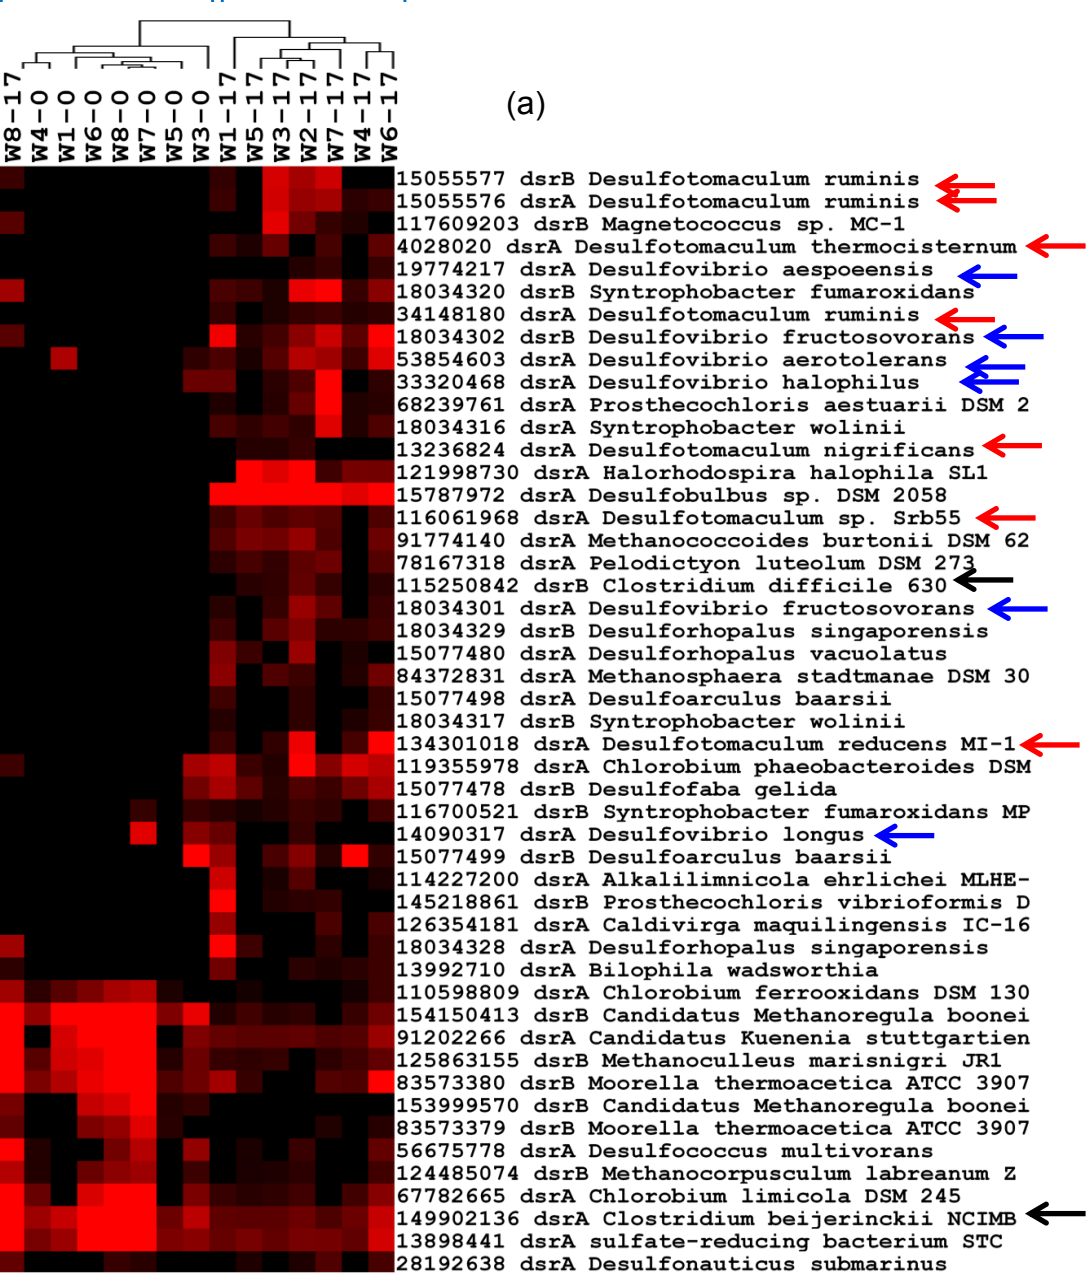 W8-17
W4-0
W1-0
W6-0
W8-0
W7-0
W5-0
W3-0
W1-17
W5-17
W3-17
W2-17
W7-17
W4-17
W6-17
(a)
15055577 dsrB Desulfotomaculum ruminis
15055576 dsrA Desulfotomaculum ruminis
117609203 dsrB Magnetococcus sp. MC-1
4028020 dsrA Desulfotomaculum thermocisternum
19774217 dsrA Desulfovibrio aespoeensis
18034320 dsrB Syntrophobacter fumaroxidans
34148180 dsrA Desulfotomaculum ruminis
18034302 dsrB Desulfovibrio fructosovorans
53854603 dsrA Desulfovibrio aerotolerans
33320468 dsrA Desulfovibrio halophilus
68239761 dsrA Prosthecochloris aestuarii DSM 2
18034316 dsrA Syntrophobacter wolinii
13236824 dsrA Desulfotomaculum nigrificans
121998730 dsrA Halorhodospira halophila SL1
15787972 dsrA Desulfobulbus sp. DSM 2058
116061968 dsrA Desulfotomaculum sp. Srb55
91774140 dsrA Methanococcoides burtonii DSM 62
78167318 dsrA Pelodictyon luteolum DSM 273
115250842 dsrB Clostridium difficile 630
18034301 dsrA Desulfovibrio fructosovorans
18034329 dsrB Desulforhopalus singaporensis
15077480 dsrA Desulforhopalus vacuolatus
84372831 dsrA Methanosphaera stadtmanae DSM 30
15077498 dsrA Desulfoarculus baarsii
18034317 dsrB Syntrophobacter wolinii
134301018 dsrA Desulfotomaculum reducens MI-1
119355978 dsrA Chlorobium phaeobacteroides DSM
15077478 dsrB Desulfofaba gelida
116700521 dsrB Syntrophobacter fumaroxidans MP
14090317 dsrA Desulfovibrio longus
15077499 dsrB Desulfoarculus baarsii
114227200 dsrA Alkalilimnicola ehrlichei MLHE-
145218861 dsrB Prosthecochloris vibrioformis D
126354181 dsrA Caldivirga maquilingensis IC-16
18034328 dsrA Desulforhopalus singaporensis
13992710 dsrA Bilophila wadsworthia
110598809 dsrA Chlorobium ferrooxidans DSM 130
154150413 dsrB Candidatus Methanoregula boonei
91202266 dsrA Candidatus Kuenenia stuttgartien
125863155 dsrB Methanoculleus marisnigri JR1
83573380 dsrB Moorella thermoacetica ATCC 3907
153999570 dsrB Candidatus Methanoregula boonei
83573379 dsrB Moorella thermoacetica ATCC 3907
56675778 dsrA Desulfococcus multivorans
124485074 dsrB Methanocorpusculum labreanum Z
67782665 dsrA Chlorobium limicola DSM 245
149902136 dsrA Clostridium beijerinckii NCIMB
13898441 dsrA sulfate-reducing bacterium STC
28192638 dsrA Desulfonauticus submarinus